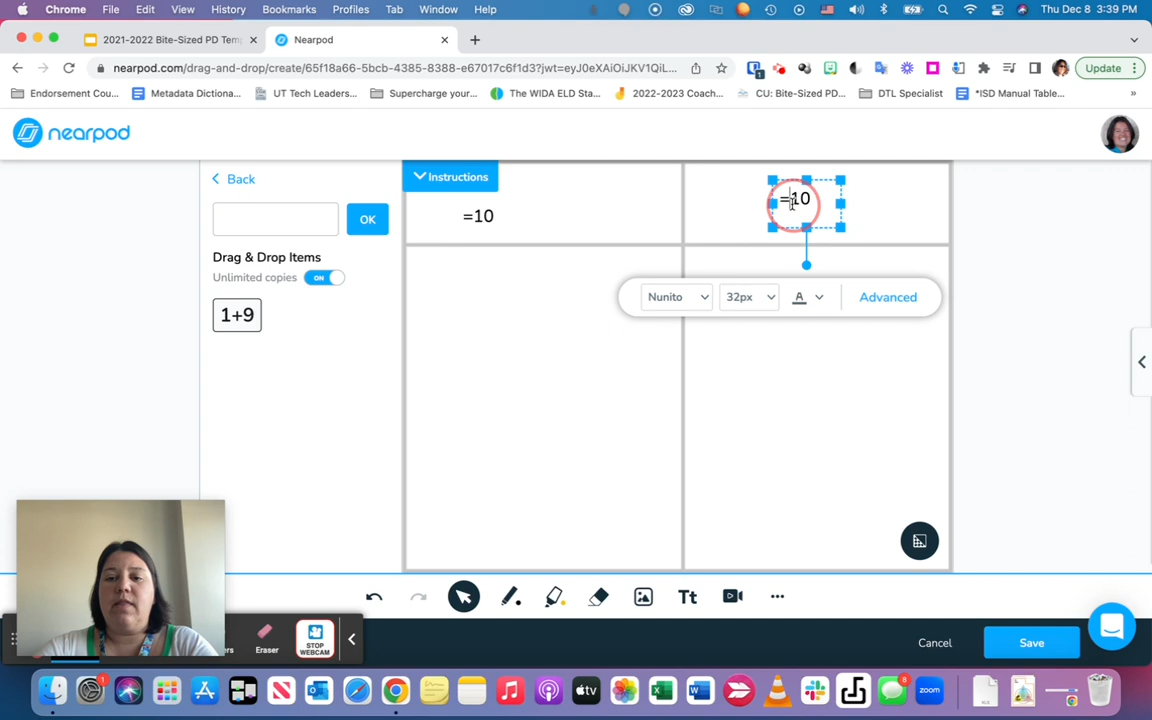 Chrome File Edit View History Bookmarks Profiles Tab Window Help Thu Dec 8 3:39 PM
2021-2022 Bite-Sized PD Tem Nearpod
nearpod.com/drag-and-drop/create/65f18a66-5bcb-4385-8388-e67017c6f1d3?jwt=eyJ0eXAiOiJKV1QiL... Update
Endorsement Cou... Metadata Dictiona... UT Tech Leaders... Supercharge your... The WIDA ELD Sta... 2022-2023 Coach... CU: Bite-Sized PD... DTL Specialist *ISD Manual Table...
nearpod
Back
Instructions
=10
=10
OK
Drag & Drop Items
Unlimited copies ON
1+9
Nunito 32px A Advanced
Tt
Eraser
STOP WEBCAM
Cancel Save
zoom